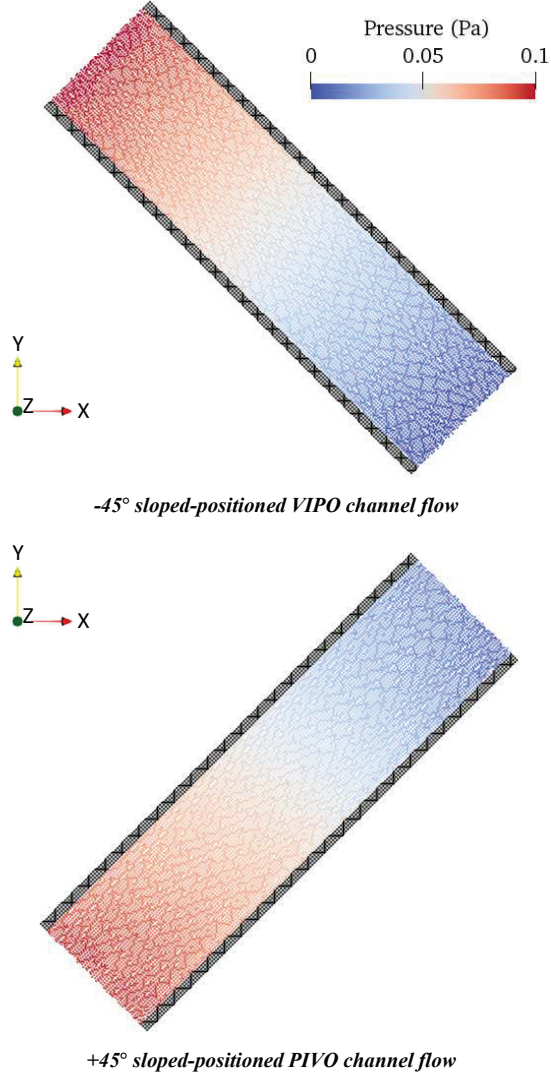 Pressure (Pa)
0 0.05 0.1
Y
Z X
-45° sloped-positioned VIPO channel flow
Y
Z X
+45° sloped-positioned PIVO channel flow